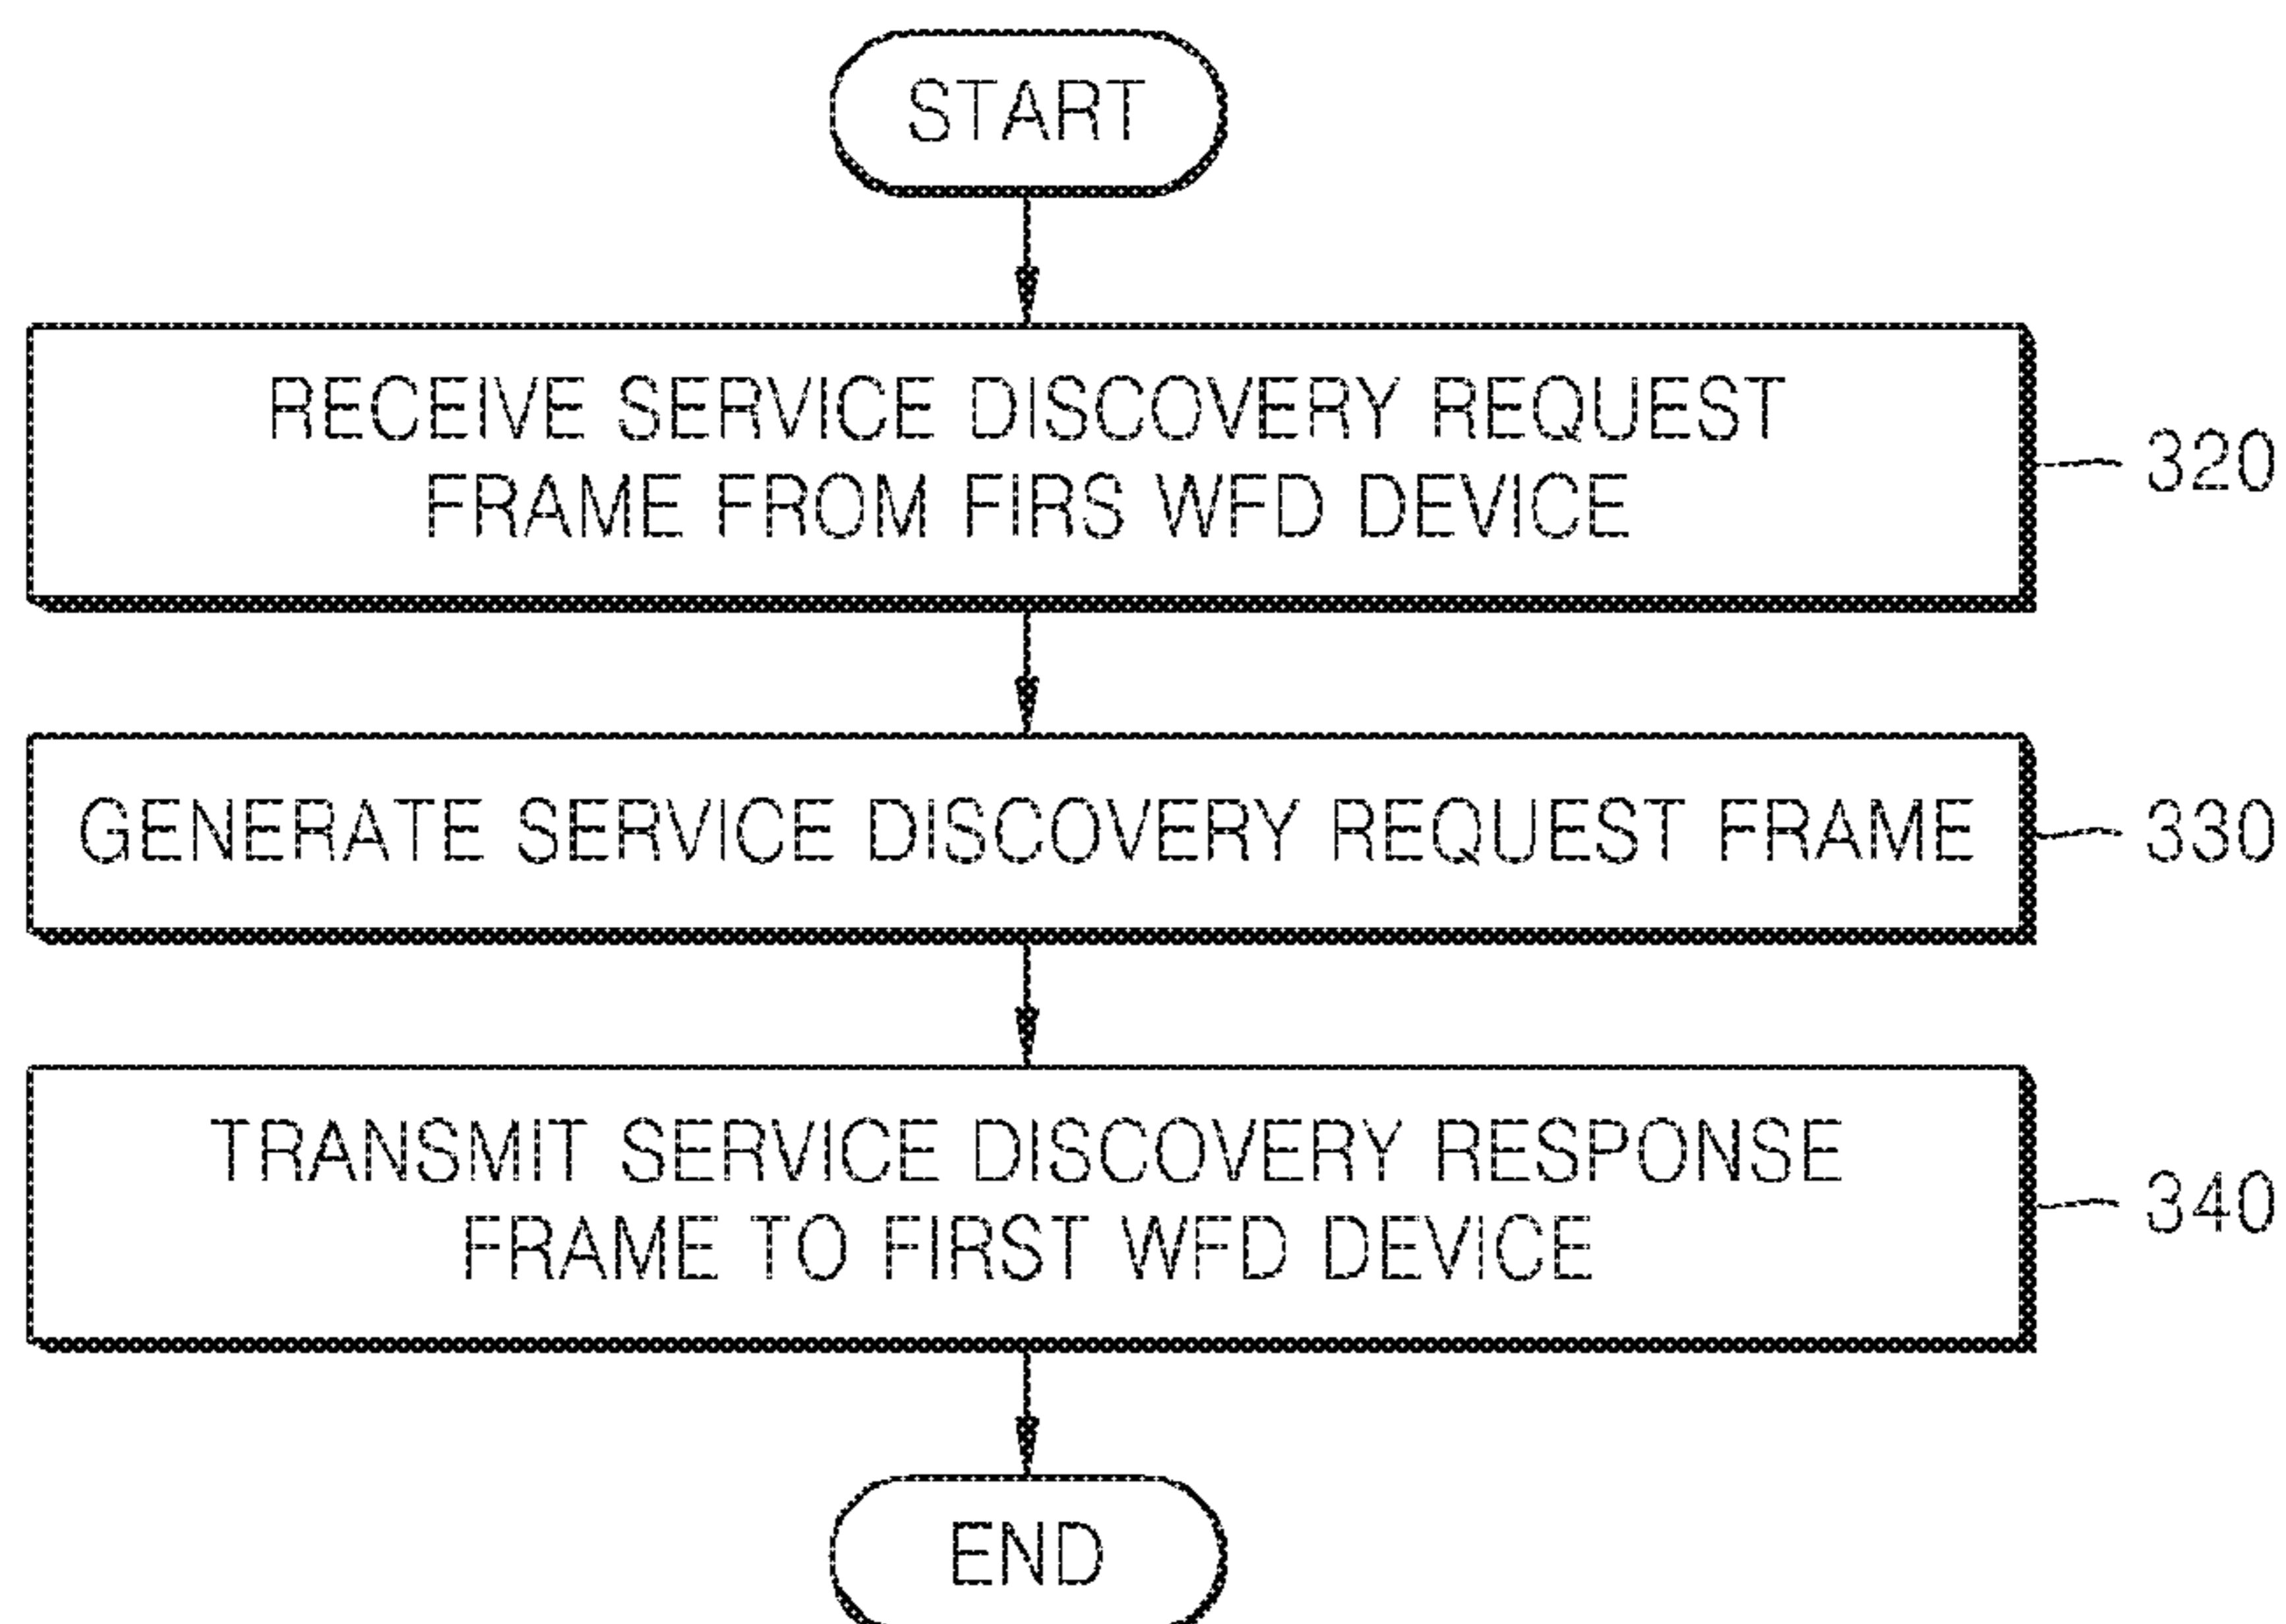 START
RECEIVE SERVICE DISCOVERY REQUEST
FRAME FROM FIRS WFD DEVICE
320
GENERATE SERVICE DISCOVERY REQUEST FRAME
330
TRANSMIT SERVICE DISCOVERY RESPONSE
FRAME TO FIRST WFD DEVICE
340
END